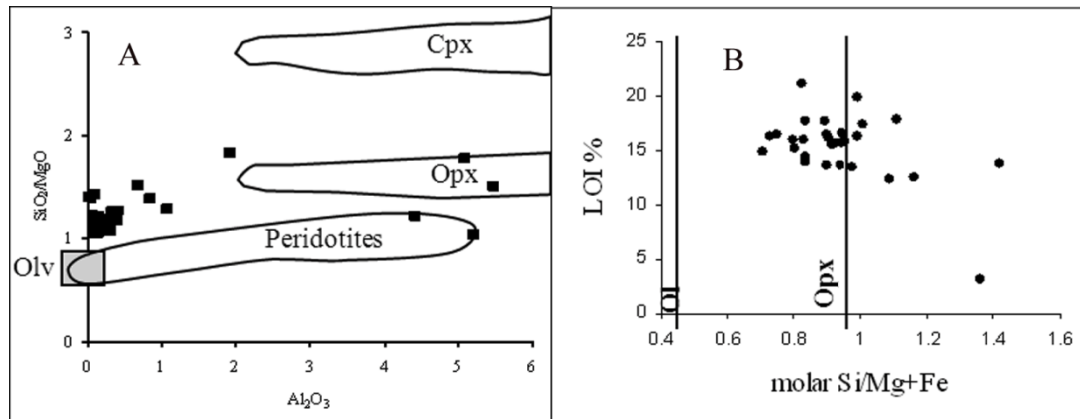 A
SiO2/MgO
3
2
1
0
Cpx
Opx
Peridotites
Olv
0 1 2 3 4 5 6
Al2O3
B
LOI %
25
20
15
10
5
0
Ol
Opx
0.4 0.6 0.8 1 1.2 1.4 1.6
molar Si/Mg+Fe